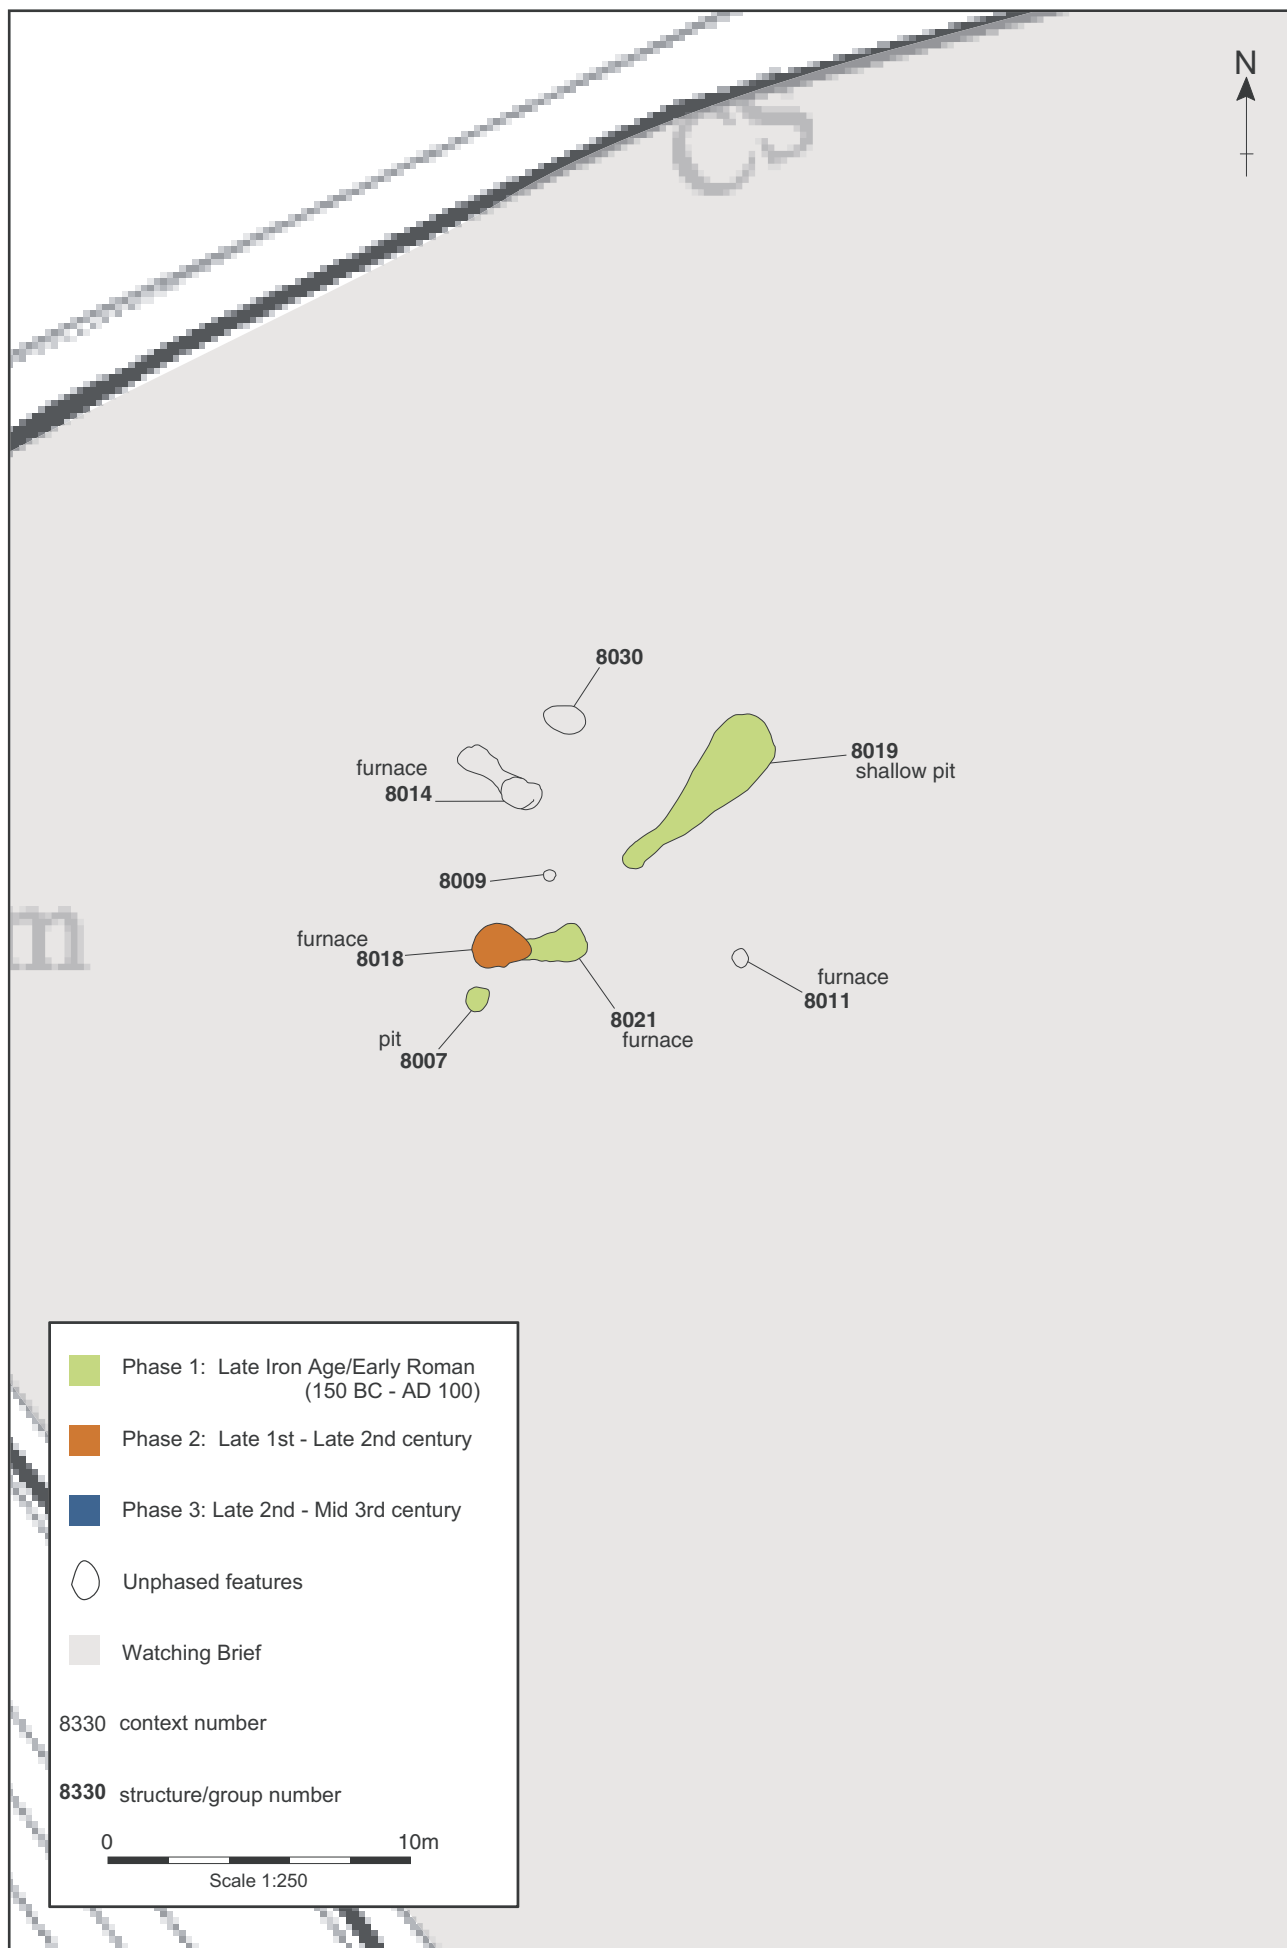 N
8030
8019
shallow pit
furnace
8014
8009
furnace
8018
furnace
8011
8021
furnace
pit
8007
m
Phase 1: Late Iron Age/Early Roman
(150 BC - AD 100)
Phase 2: Late 1st - Late 2nd century
Phase 3: Late 2nd - Mid 3rd century
Unphased features
Watching Brief
8330 context number
8330 structure/group number
0 10m
Scale 1:250